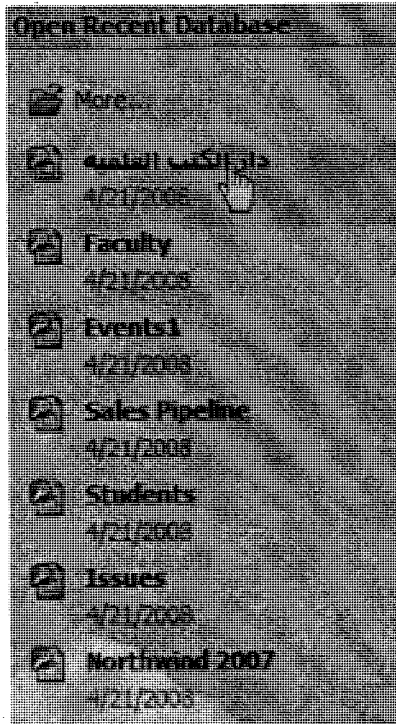 Open Recent Database
More...
دار الكتب العلميه
4/21/2008
Faculty
4/21/2008
Events1
4/21/2008
Sales Pipeline
4/21/2008
Students
4/21/2008
Issues
4/21/2008
Northwind 2007
4/21/2008